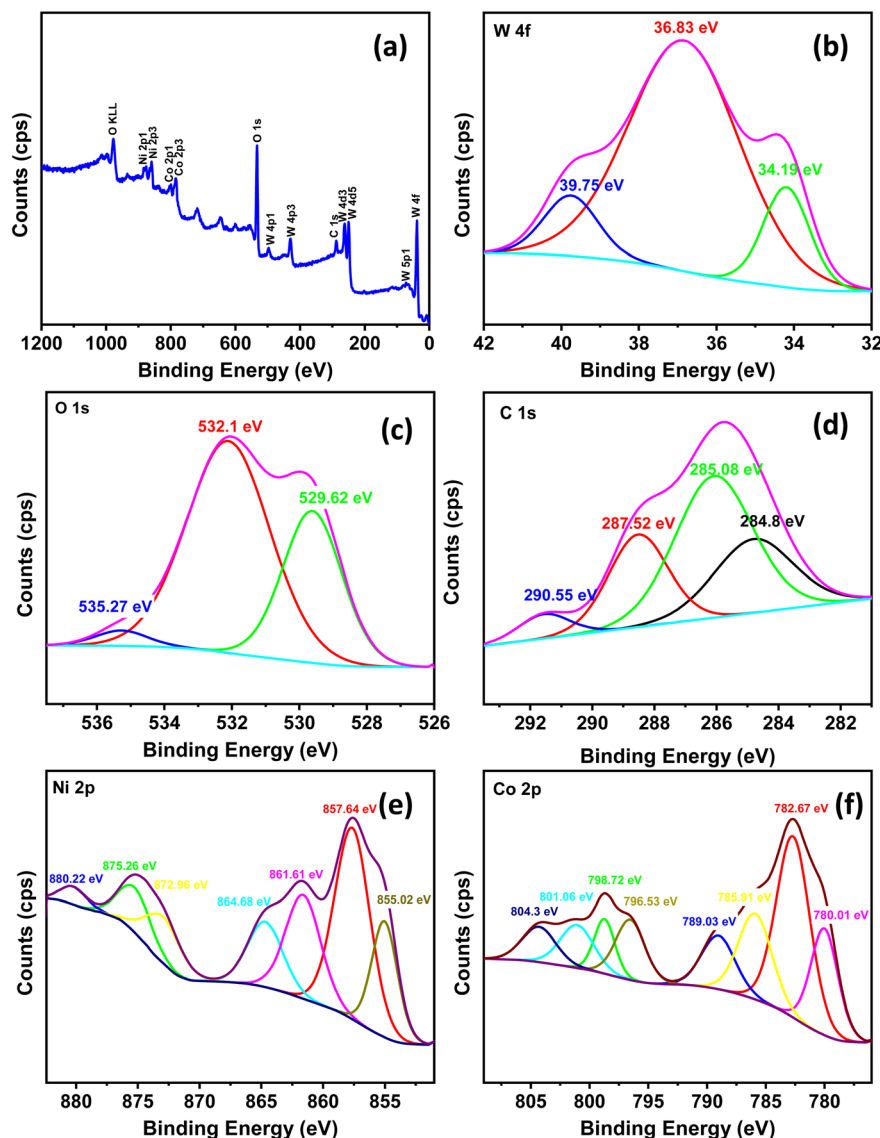 (a)
Counts (cps)
O KLL
Ni 2p1
Ni 2p3
Co 2p1
Co 2p3
O 1s
W 4p1
W 4p3
C 1s
W 4d3
W 4d5
W 5p1
W 4f
1200 1000 800 600 400 200 0
Binding Energy (eV)
W 4f
(b)
36.83 eV
39.75 eV
34.19 eV
Counts (cps)
42 40 38 36 34 32
Binding Energy (eV)
O 1s
(c)
532.1 eV
529.62 eV
535.27 eV
Counts (cps)
536 534 532 530 528 526
Binding Energy (eV)
C 1s
(d)
285.08eV
287.52 eV
284.8 eV
290.55eV
Counts (cps)
292 290 288 286 284 282
Binding Energy (eV)
Ni 2p
(e)
857.64 eV
875.26 eV
861.61 eV
880.22 eV
872.96 eV
864.68 eV
855.02 eV
Counts (cps)
880 875 870 865 860 855
Binding Energy (eV)
Co 2p
(f)
782.67 eV
798.72 eV
801.06 eV
796.53 eV
785.91 eV
804.3 eV
789.03 eV
780.01 eV
Counts (cps)
805 800 795 790 785 780
Binding Energy (eV)